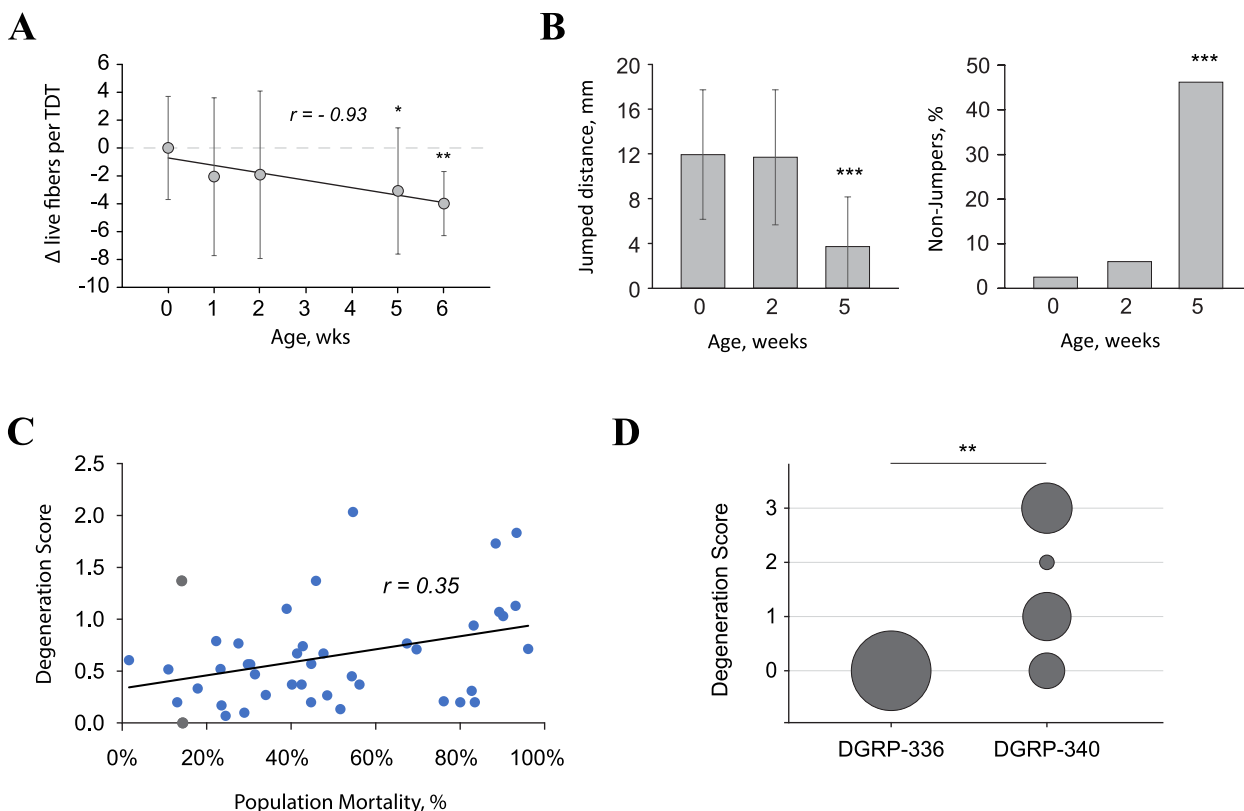 A
6
4
2
0
-2
-4
-6
-8
-10
Δ live fibers per TDT
r = - 0.93
*
**
0 1 2 3 4 5 6
Age, wks
B
20
16
12
8
4
0
Jumped distance, mm
***
0 2 5
Age, weeks
50
40
30
20
10
0
Non-Jumpers, %
***
0 2 5
Age, weeks
C
2.5
2.0
1.5
1.0
0.5
0.0
Degeneration Score
r = 0.35
0% 20% 40% 60% 80% 100%
Population Mortality, %
D
**
3
2
1
0
Degeneration Score
DGRP-336 DGRP-340